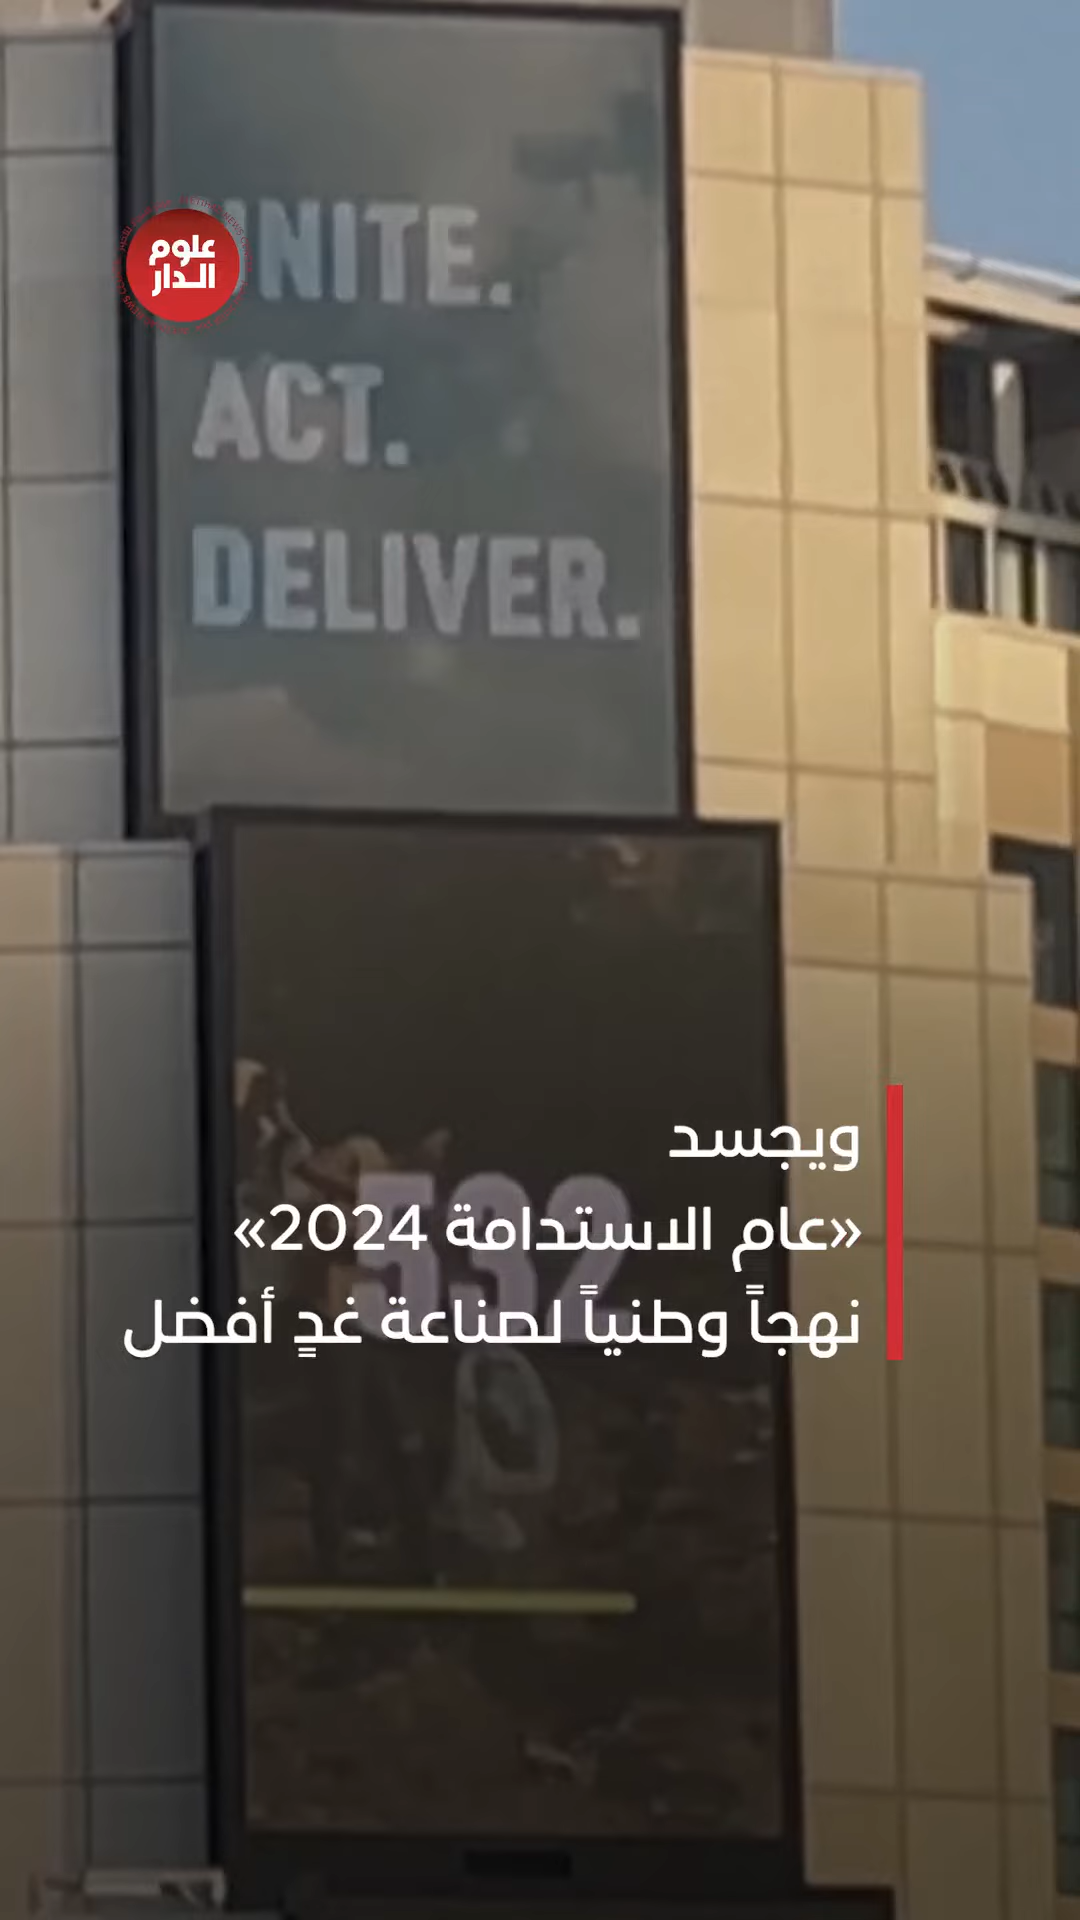 علوم
الدار
UNITE.
ACT.
DELIVER.
ويجسد
532
«عام الاستدامة 2024»
نهجاً وطنياً لصناعة غدٍ أفضل